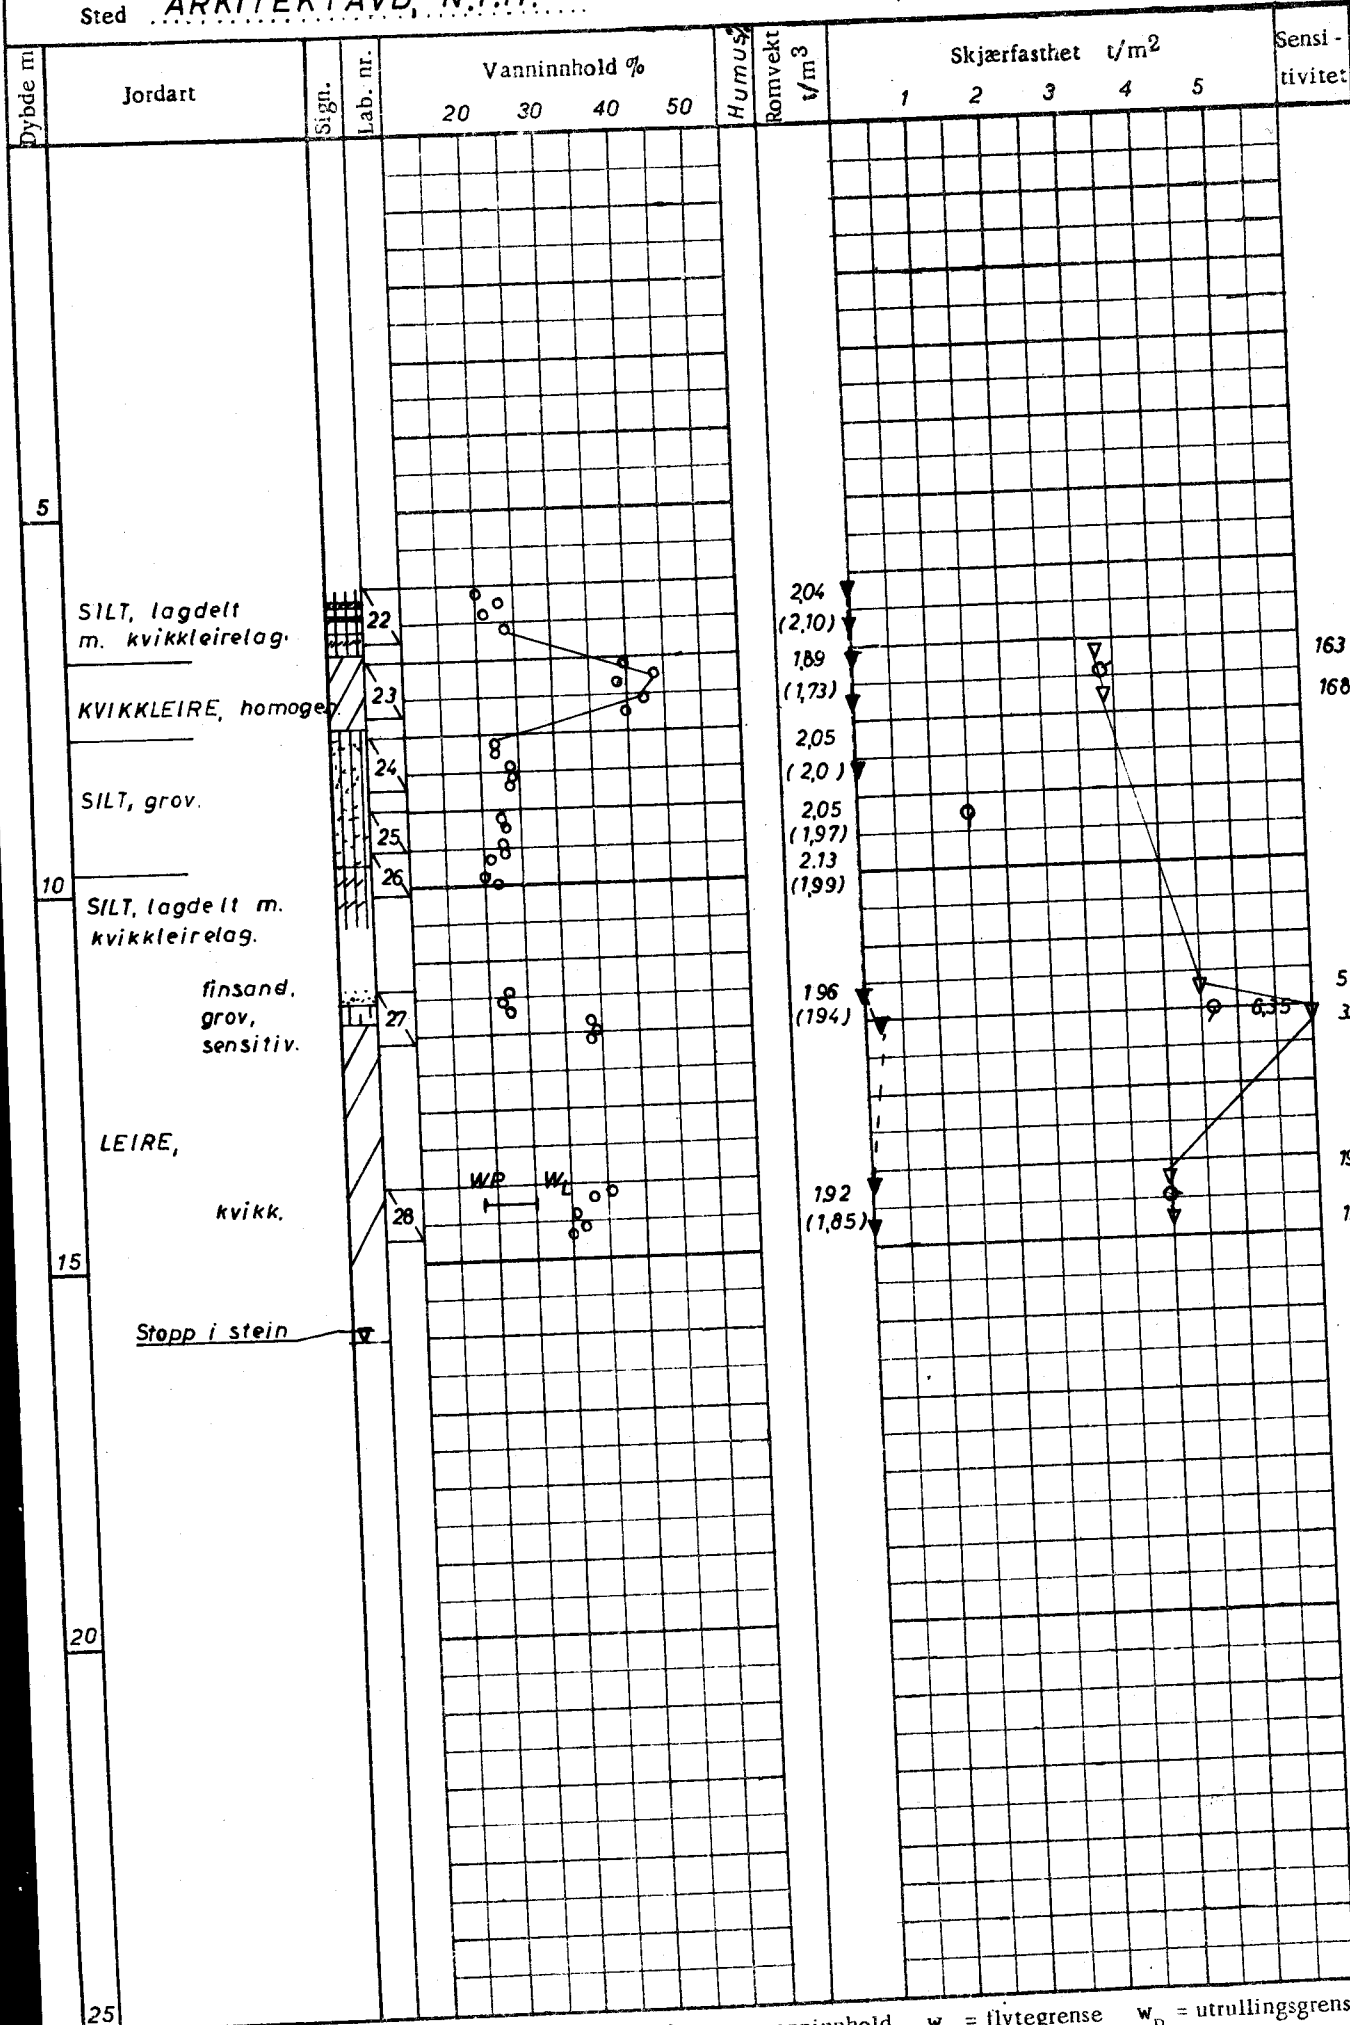 Sted ARKITEKTAVD, N.T.H.
Dybde m
Jordart
Sign.
Lab. nr.
Vanninnhold %
20 30 40 50
Humus%
Romvekt t/m3
Skjærfasthet t/m2
1 2 3 4 5
Sensi-
tivitet
5
SILT, lagdelt
m. kvikkleirelag.
22
2,04
(2,10)
163
KVIKKLEIRE, homogen.
23
1,89
(1,73)
168
24
2,05
(2,0)
SILT, grov.
25
2,05
(1,97)
26
2.13
(1,99)
10
SILT, lagdelt m.
kvikkleirelag.
finsand,
grov,
sensitiv.
27
1,96
(1,94)
6,35
5
LEIRE,
kvikk.
WP WL
28
1,92
(1,85)
15
Stopp i stein
20
25
= flytegrense wp = utrullingsgrens